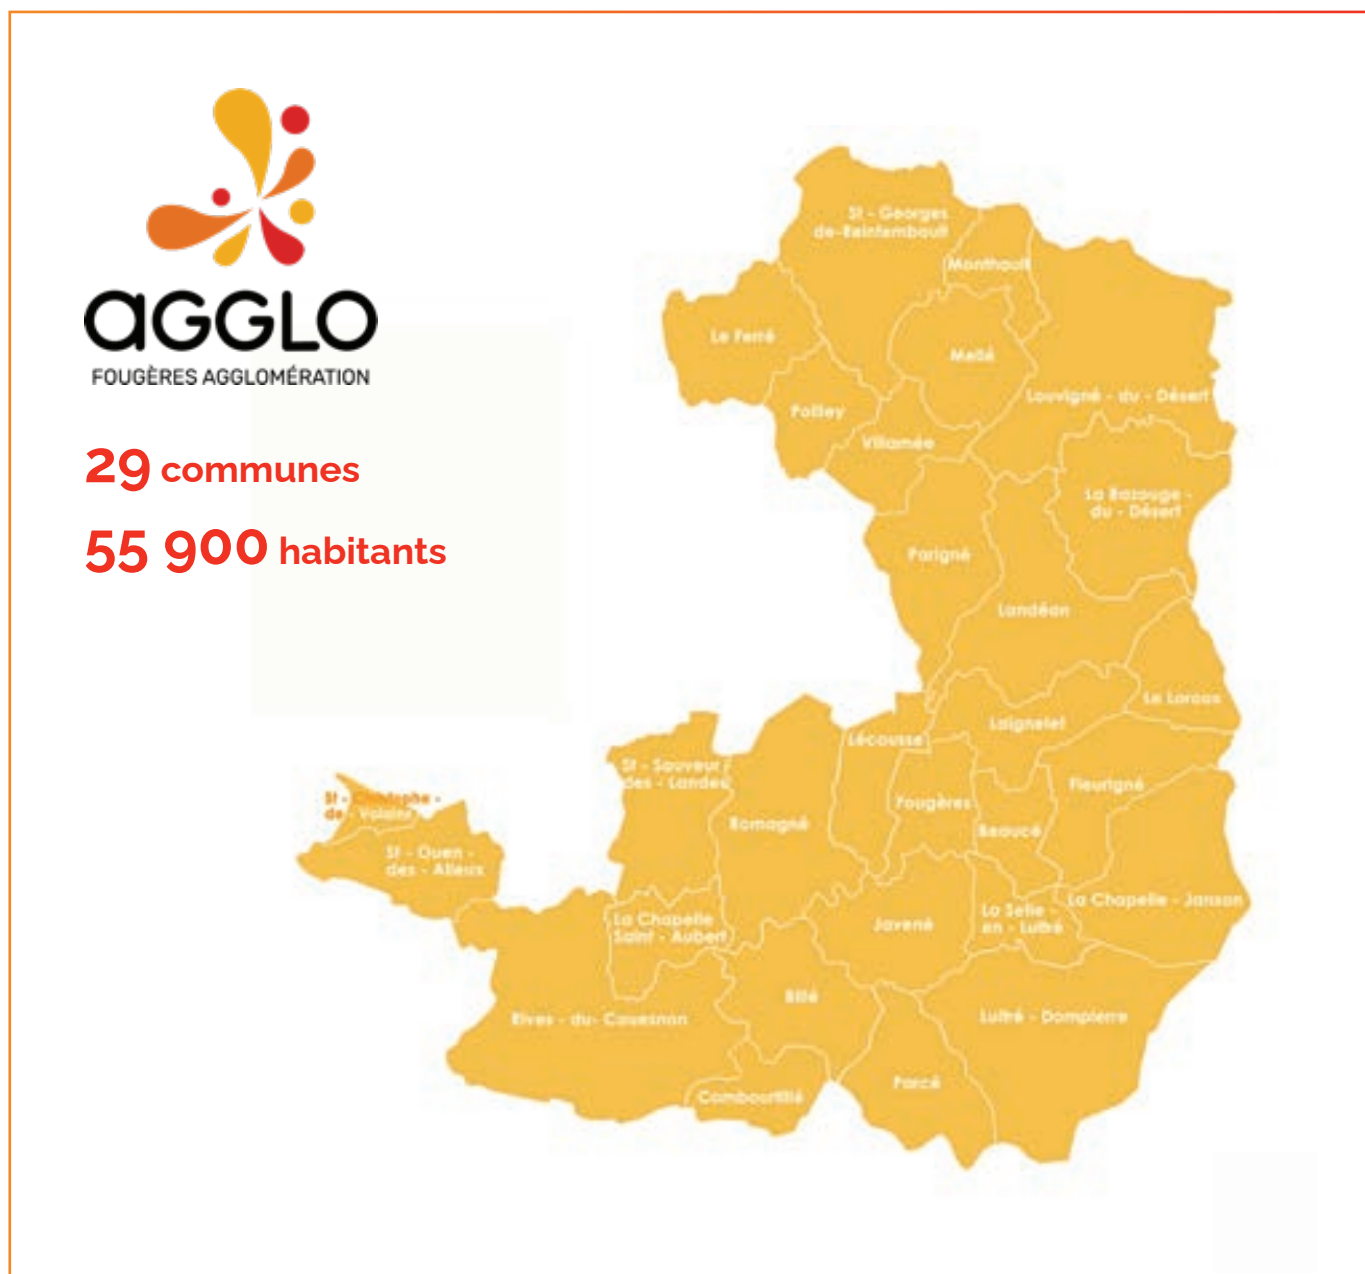 aGGLO
FOUGÈRES AGGLOMÉRATION
29 communes
55 900 habitants
St - Georges
de-Reintembault
Monthault
Le Ferré
Mellé
Louvigné - du - Désert
Poilley
Villamée
La Bazouge -
du - Désert
Parigné
Landéan
Le Loroux
Laignelet
Lécousse
St - Sauveur
des - Landes
Fleurigné
Fougères
Romagné
Beaucé
St - Christophe -
de - Valains
St - Ouen -
des - Alleux
La Chapelle - Janson
La Chapelle
Saint - Aubert
Javené
La Selle -
en - Luitré
Billé
Rives - du- Couesnon
Luitré - Dompierre
Parcé
Combourtillé